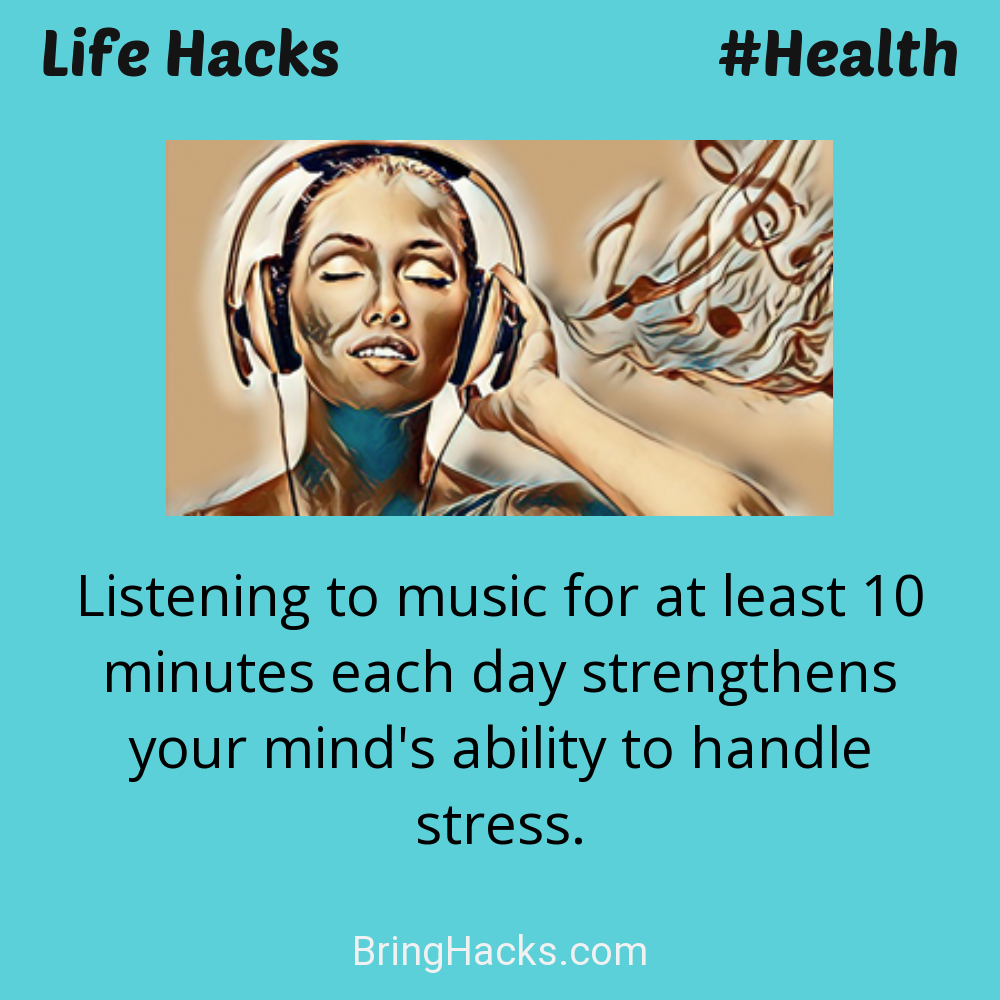 Life Hacks
#Health
Listening to music for at least 10
minutes each day strengthens
your mind's ability to handle
stress.
BringHacks.com